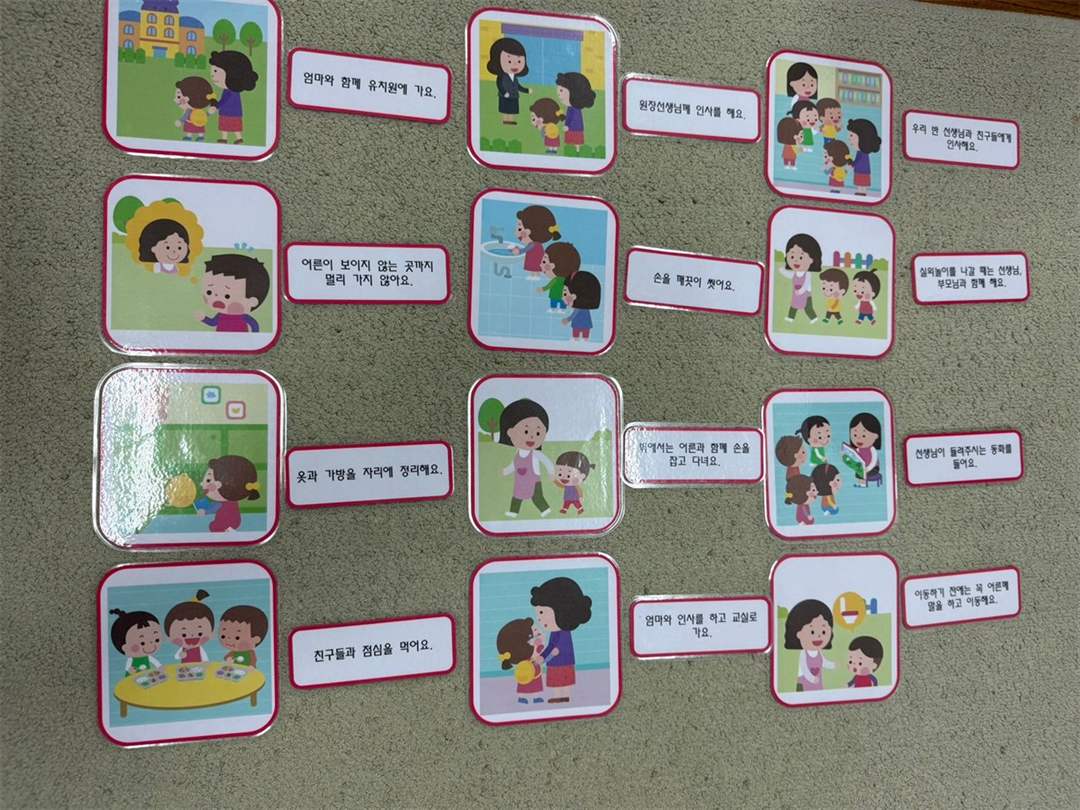 엄마와 함께 유치원에 가요.
원장선생님께 인사를 해요.
우리 반 선생님과 친구들에게
인사해요.
어른이 보이지 않는 곳까지
멀리 가지 않아요.
손을 깨끗이 씻어요.
실외놀이를 나갈 때는 선생님,
부모님과 함께 해요.
옷과 가방을 자리에 정리해요.
밖에서는 어른과 함께 손을
잡고 다녀요.
선생님이 들려주시는 동화를
들어요.
친구들과 점심을 먹어요.
엄마와 인사를 하고 교실로
가요.
이동하기 전에는 꼭 어른께
말을 하고 이동해요.